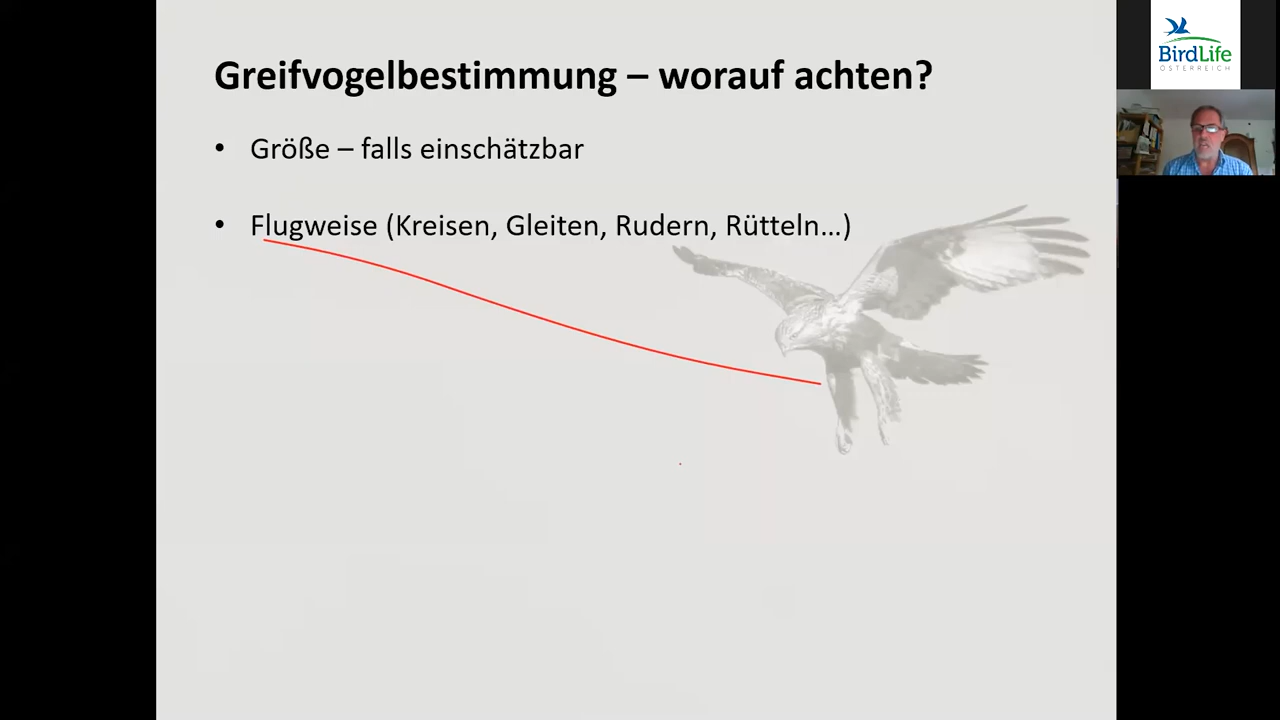 Greifvogelbestimmung – worauf achten?
• Größe – falls einschätzbar
• Flugweise (Kreisen, Gleiten, Rudern, Rütteln...)
BirdLife
ÖSTERREICH